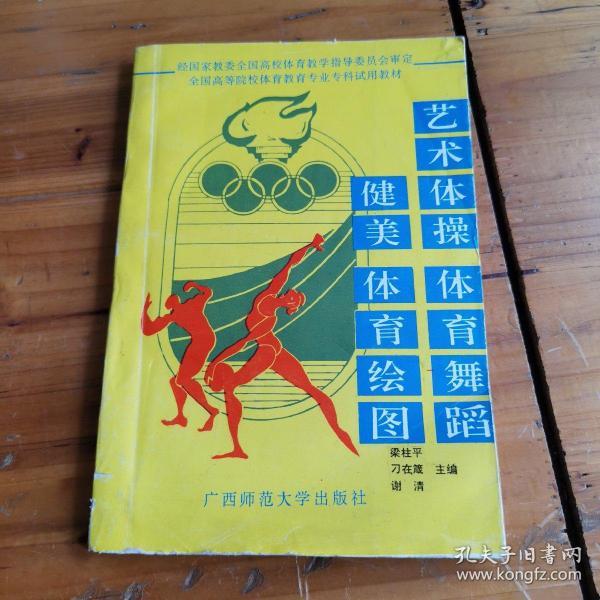 经国家教委全国高校体育教学指导委员会审定
全国高等院校体育教育专业专科试用教材
艺术体操 体育舞蹈
健美 体育绘图
梁柱平
刁在箴 主编
谢清
广西师范大学出版社
孔夫子旧书网
www.kongfz.com